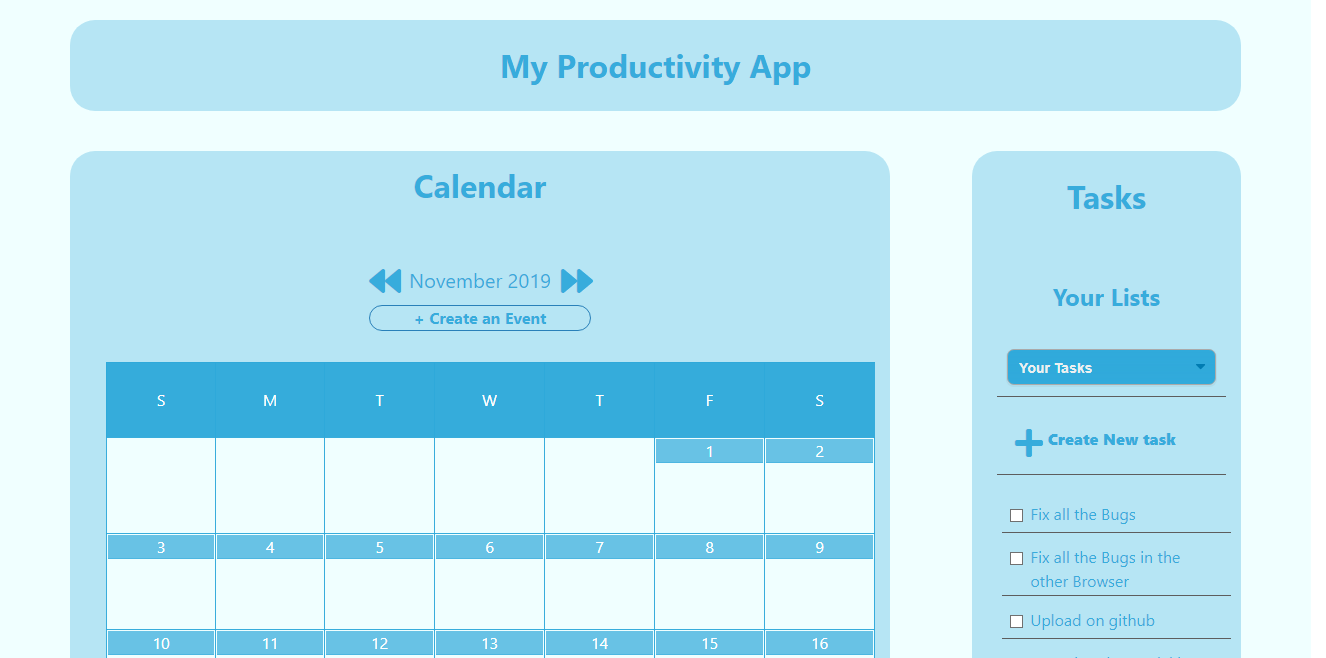 My Productivity App
Calendar
November 2019
+ Create an Event
S M T W T F S
1 2
3 4 5 6 7 8 9
10 11 12 13 14 15 16
Tasks
Your Lists
Your Tasks
Create New task
Fix all the Bugs
Fix all the Bugs in the
other Browser
Upload on github